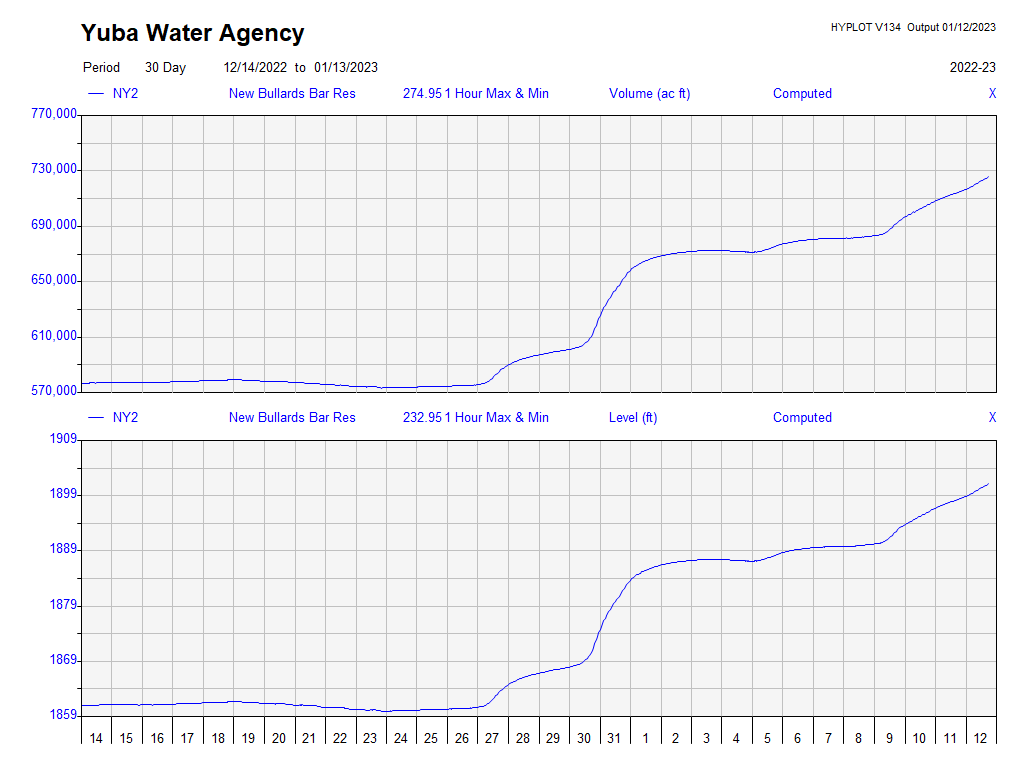 Yuba Water Agency
HYPLOT V134 Output 01/12/2023
Period 30 Day 12/14/2022 to 01/13/2023 2022-23
NY2 New Bullards Bar Res 274.95 1 Hour Max & Min Volume (ac ft) Computed X
770,000
730,000
690,000
650,000
610,000
570,000
NY2 New Bullards Bar Res 232.95 1 Hour Max & Min Level (ft) Computed X
1909
1899
1889
1879
1869
1859
14 15 16 17 18 19 20 21 22 23 24 25 26 27 28 29 30 31 1 2 3 4 5 6 7 8 9 10 11 12